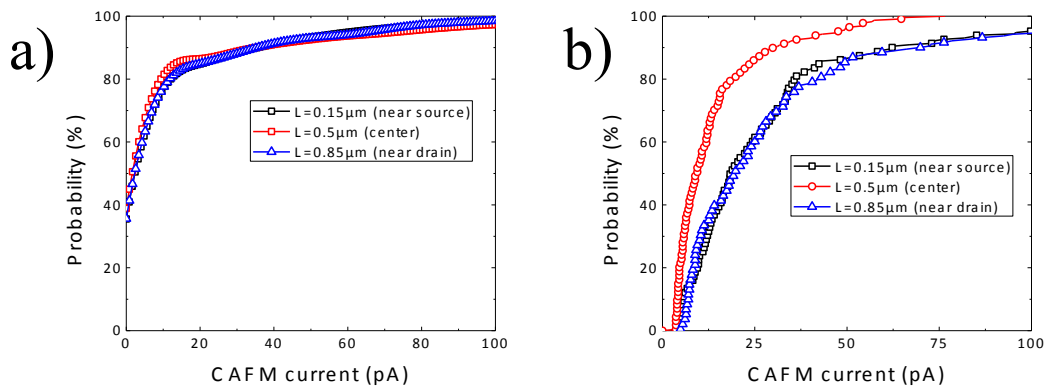 a)
Probability (%)
100
80
60
40
20
0
L=0.15µm (near source)
L=0.5µm (center)
L=0.85µm (near drain)
0 20 40 60 80 100
CAFM current (pA)
b)
Probability (%)
100
80
60
40
20
0
L=0.15µm (near source)
L=0.5µm (center)
L=0.85µm (near drain)
0 25 50 75 100
CAFM current (pA)